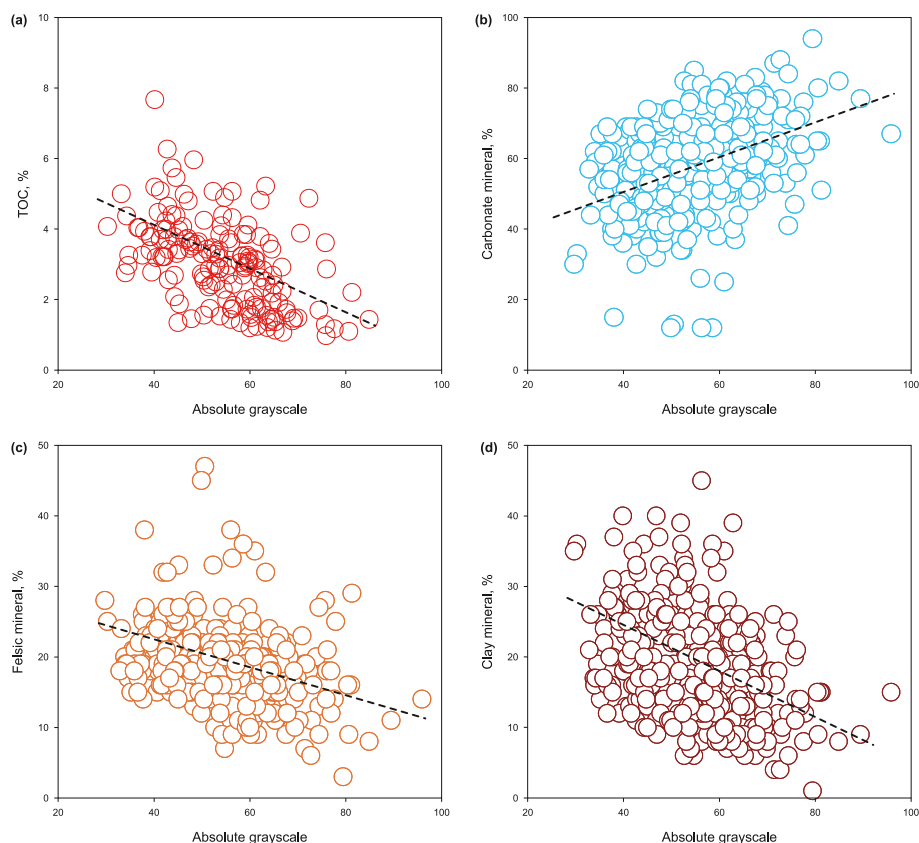 (a)
10
8
6
4
2
0
TOC, %
20 40 60 80 100
Absolute grayscale
(b)
100
80
60
40
20
0
Carbonate mineral, %
20 40 60 80 100
Absolute grayscale
(c)
50
40
30
20
10
0
Felsic mineral, %
20 40 60 80 100
Absolute grayscale
(d)
50
40
30
20
10
0
Clay mineral, %
20 40 60 80 100
Absolute grayscale